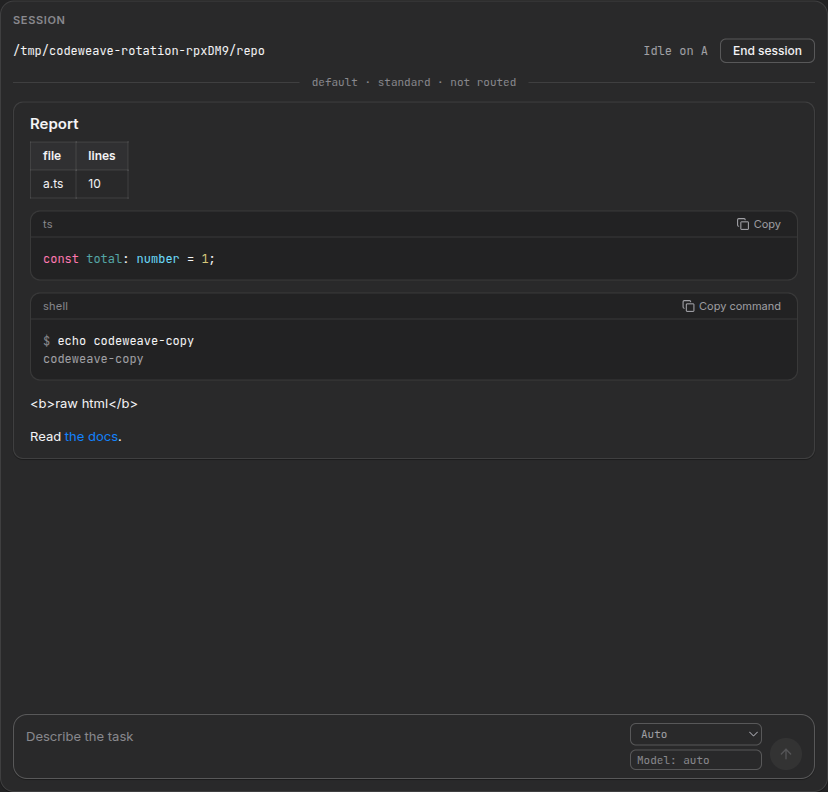 SESSION
/tmp/codeweave-rotation-rpxDM9/repo
Idle on A
End session
default · standard · not routed
Report
file lines
a.ts 10
ts
Copy
const total: number = 1;
shell
Copy command
$ echo codeweave-copy
codeweave-copy
<b>raw html</b>
Read the docs.
Describe the task
Auto
Model: auto